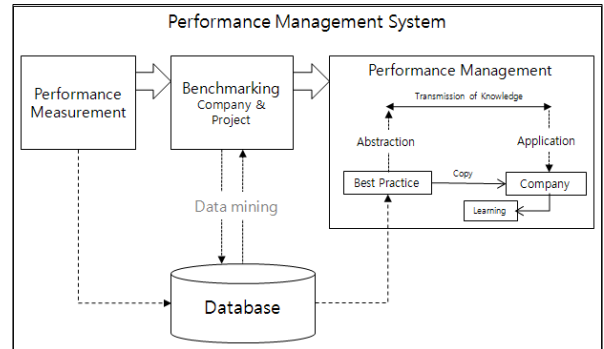 Performance Management System
Performance
Measurement
Benchmarking
Company &
Project
Performance Management
Transmission of Knowledge
Abstraction
Application
Best Practice
Copy
Company
Learning
Data mining
Database